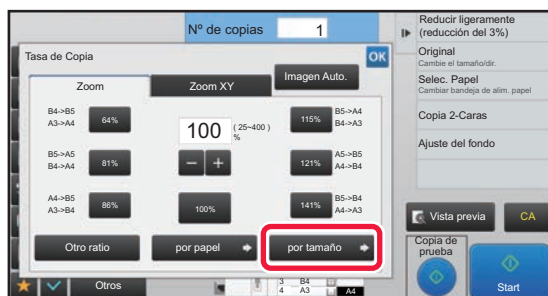 Nº de copias
1
Reducir ligeramente
(reducción del 3%)
Tasa de Copia
OK
Original
Cambie el tamaño/dir.
Zoom
Zoom XY
Imagen Auto.
Selec. Papel
Cambiar bandeja de alim. papel
B4->B5
A3->A4
64%
100
(25~400)
%
115%
B5->A4
B4->A3
Copia 2-Caras
B5->A5
B4->A4
81%
121%
A5->B5
B4->A4
Ajuste del fondo
A4->B5
A3->B4
86%
100%
141%
B5->B4
A4->A3
Vista previa
CA
Otro ratio
por papel
por tamaño
Copia de
prueba
Otros
3 B4
4 A3
A4
Start